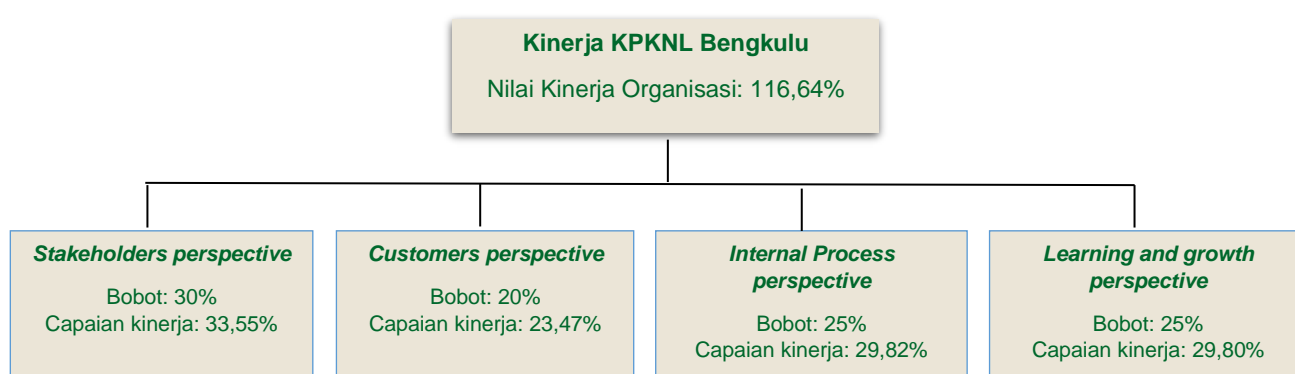 Kinerja KPKNL Bengkulu
Nilai Kinerja Organisasi: 116,64%
Stakeholders perspective
Bobot: 30%
Capaian kinerja: 33,55%
Customers perspective
Bobot: 20%
Capaian kinerja: 23,47%
Internal Process
perspective
Bobot: 25%
Capaian kinerja: 29,82%
Learning and growth
perspective
Bobot: 25%
Capaian kinerja: 29,80%